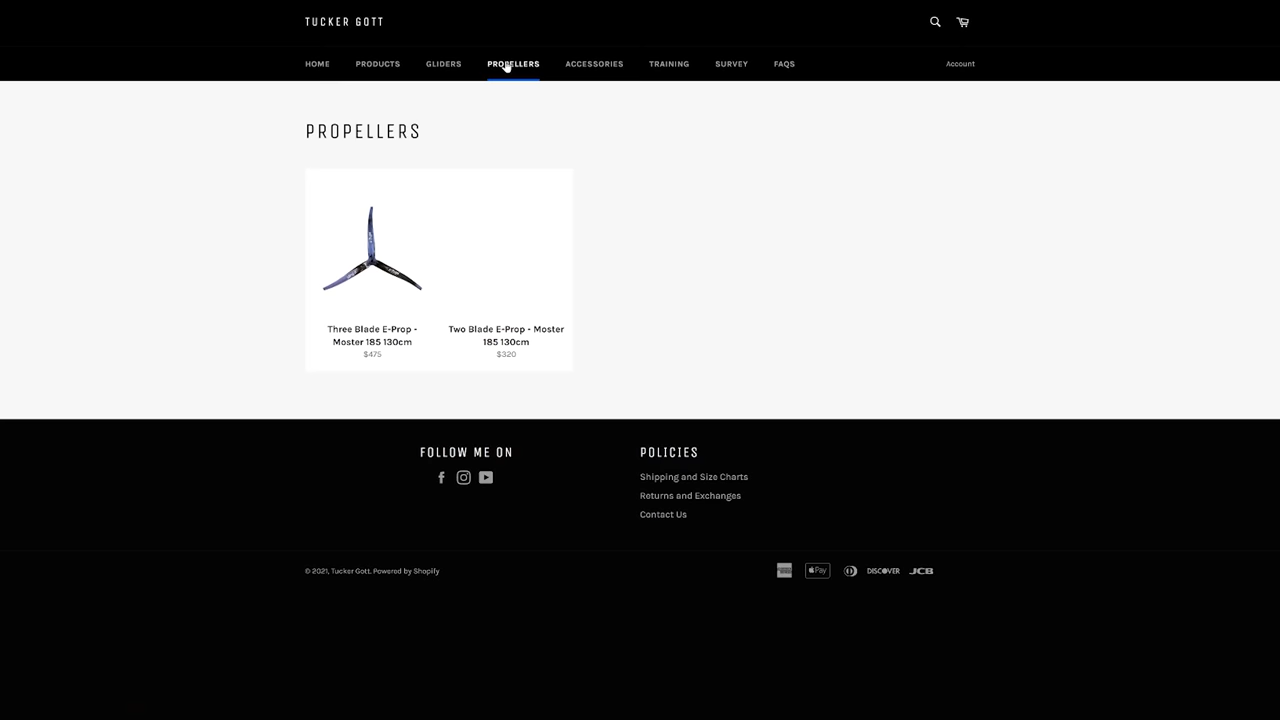 TUCKER GOTT
HOME PRODUCTS GLIDERS PROPELLERS ACCESSORIES TRAINING SURVEY FAQS Account
PROPELLERS
Three Blade E-Prop -
Moster 185 130cm
$475
Two Blade E-Prop - Moster
185 130cm
$320
FOLLOW ME ON
POLICIES
Shipping and Size Charts
Returns and Exchanges
Contact Us
© 2021, Tucker Gott. Powered by Shopify
Pay
DISCOVER
JCB